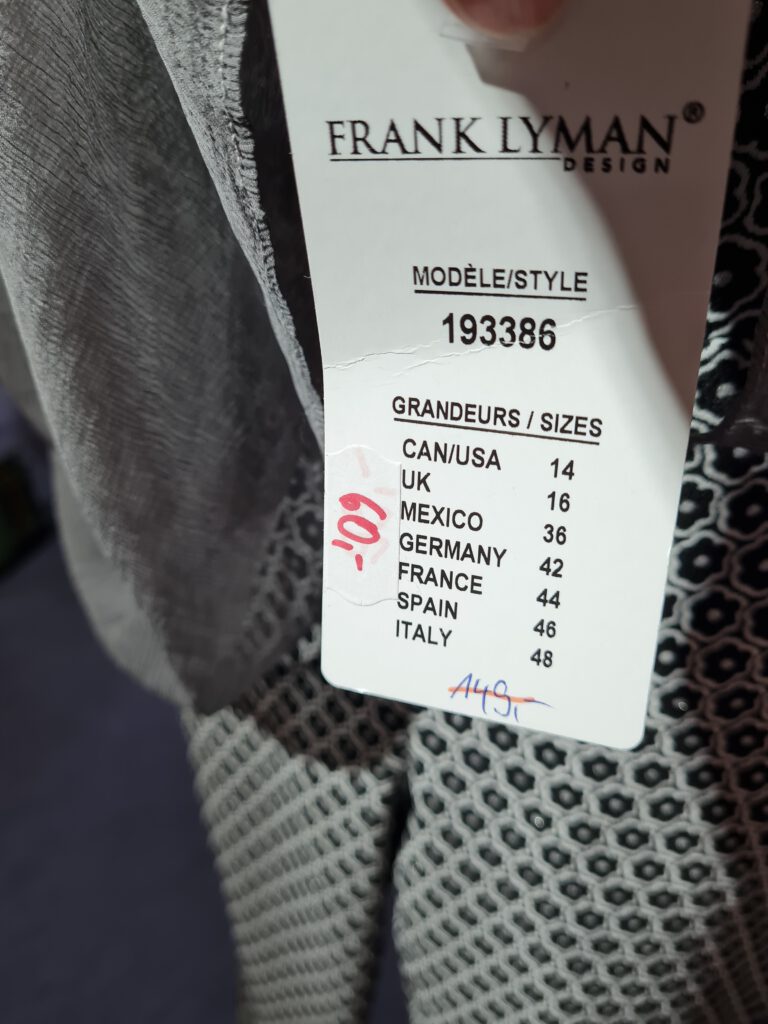 FRANK LYMAN®
DESIGN
MODÈLE/STYLE
193386
GRANDEURS / SIZES
CAN/USA 14
UK 16
MEXICO 36
GERMANY 42
FRANCE 44
SPAIN 46
ITALY 48
60,-
149,-